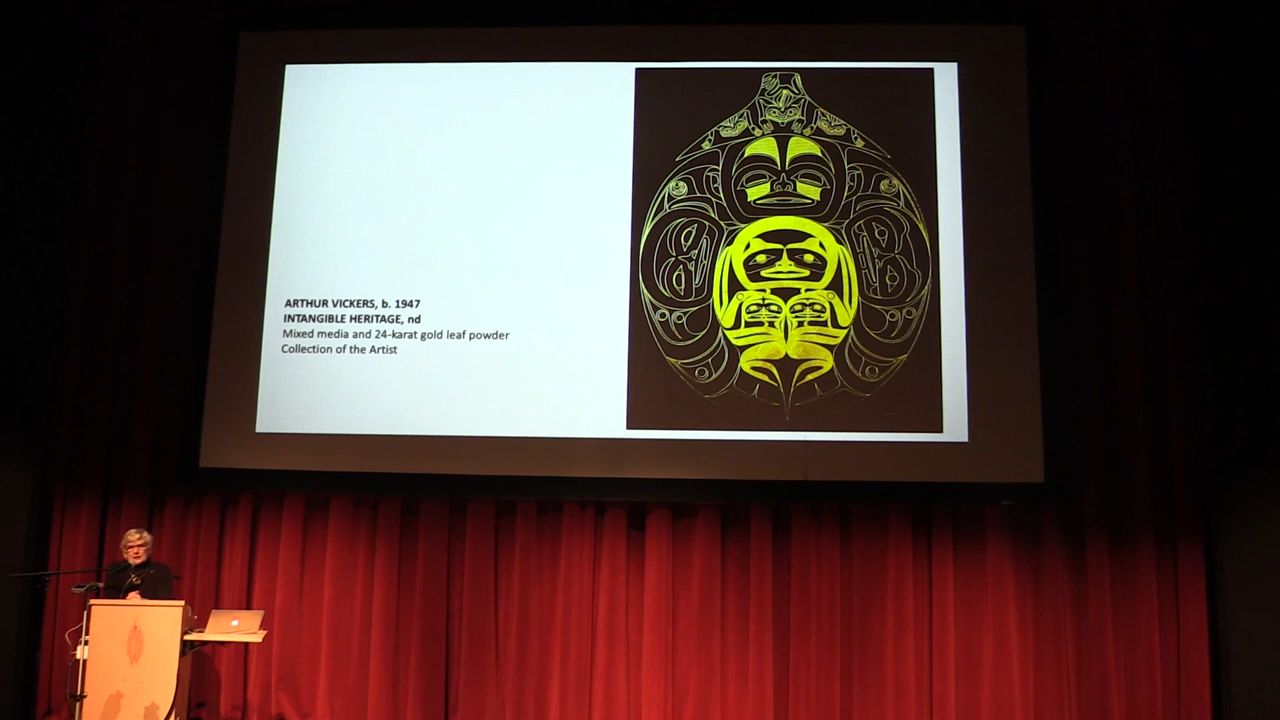 ARTHUR VICKERS, b. 1947
INTANGIBLE HERITAGE, nd
Mixed media and 24-karat gold leaf powder
Collection of the Artist